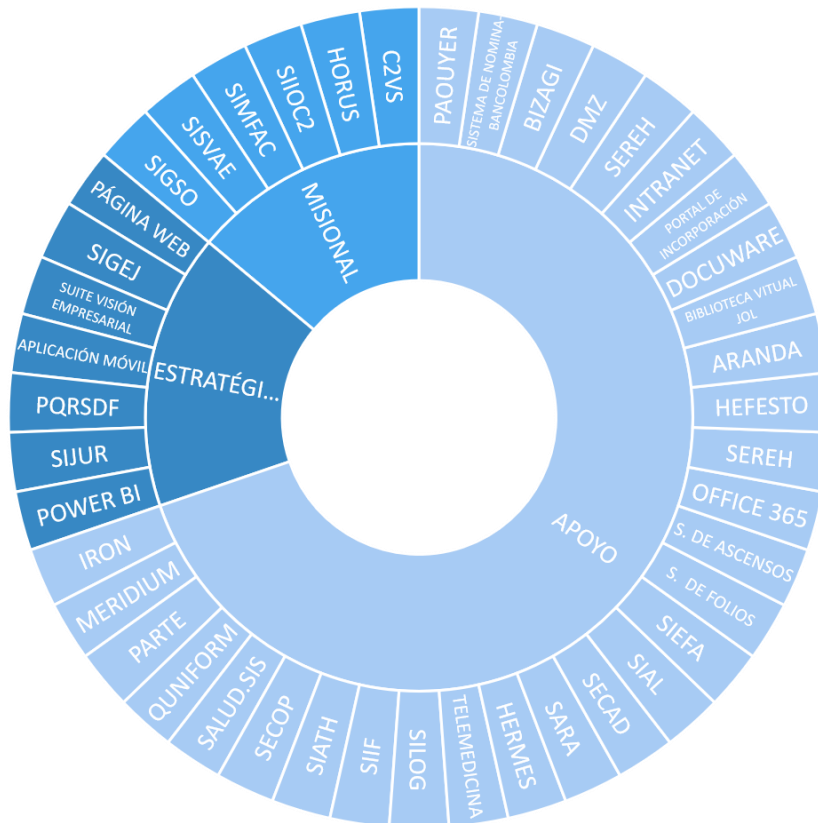 PAOUYER
SISTEMA DE NOMINA-
BANCOLOMBIA
BIZAGI
DMZ
SEREH
INTRANET
PORTAL DE
INCORPORACIÓN
DOCUWARE
BIBLIOTECA VITUAL
JOL
ARANDA
HEFESTO
SEREH
OFFICE 365
S. DE ASCENSOS
S. DE FOLIOS
SIEFA
SIAL
SECAD
SARA
HERMES
TELEMEDICINA
SILOG
SIIF
SIATH
SECOP
SALUD.SIS
QUNIFORM
PARTE
MERIDIUM
IRON
POWER BI
SIJUR
PQRSDF
APLICACIÓN MÓVIL
SUITE VISIÓN
EMPRESARIAL
SIGEJ
PÁGINA WEB
SIGSO
SISVAE
SIMFAC
SIIOC2
HORUS
C2VS
MISIONAL
ESTRATÉGI...
APOYO